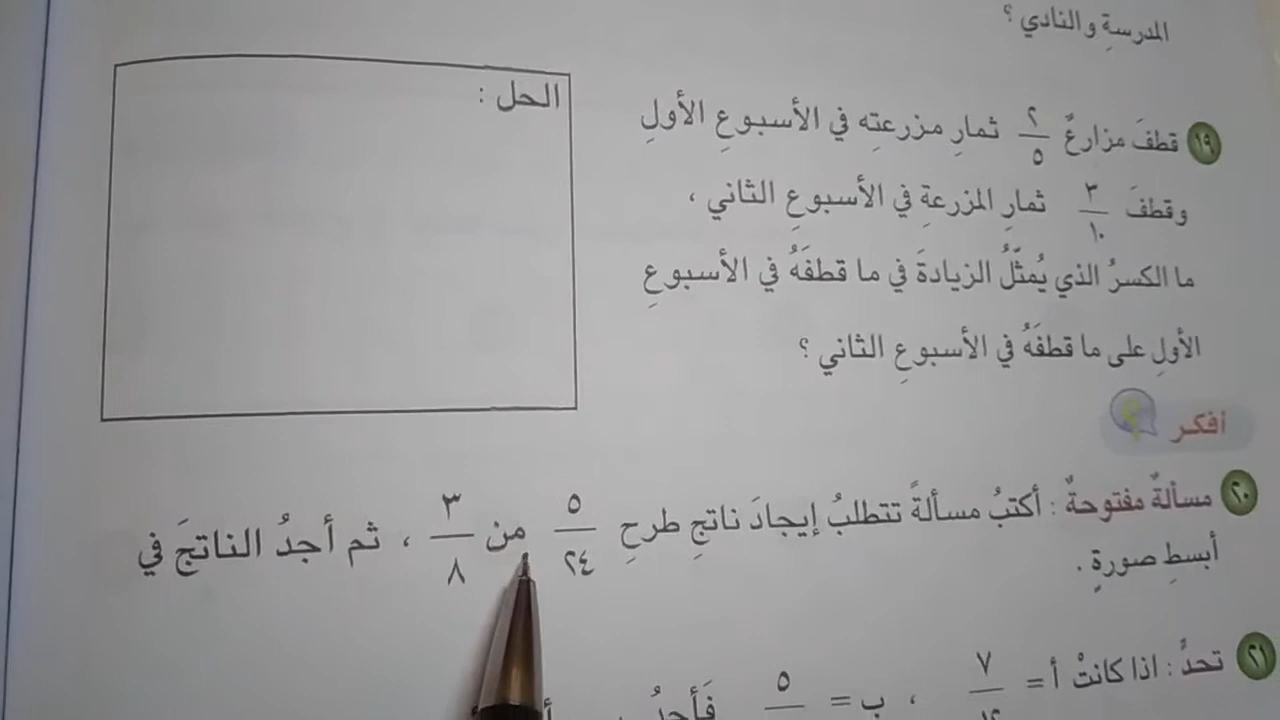 المدرسةِ والنادي ؟
الحل :
١٩ قطفَ مزارعٌ ٢/٥ ثمارِ مزرعتِه في الأسبوعِ الأولِ
وقطفَ ٣/١٠ ثمارِ المزرعةِ في الأسبوعِ الثاني ،
ما الكسرُ الذي يُمثّلُ الزيادةَ في ما قطفَهُ في الأسبوعِ
الأولِ على ما قطفَهُ في الأسبوعِ الثاني ؟
أفكر
٢٠ مسألةٌ مفتوحةٌ : أكتبُ مسألةً تتطلبُ إيجادَ ناتجِ طرحِ ٥/٢٤ من ٣/٨ ، ثم أجدُ الناتجَ في
أبسطِ صورةٍ .
٢١ تحدٍّ : اذا كانتْ أ = ٧/١٢ ، ب = ٥ فَأجدُ